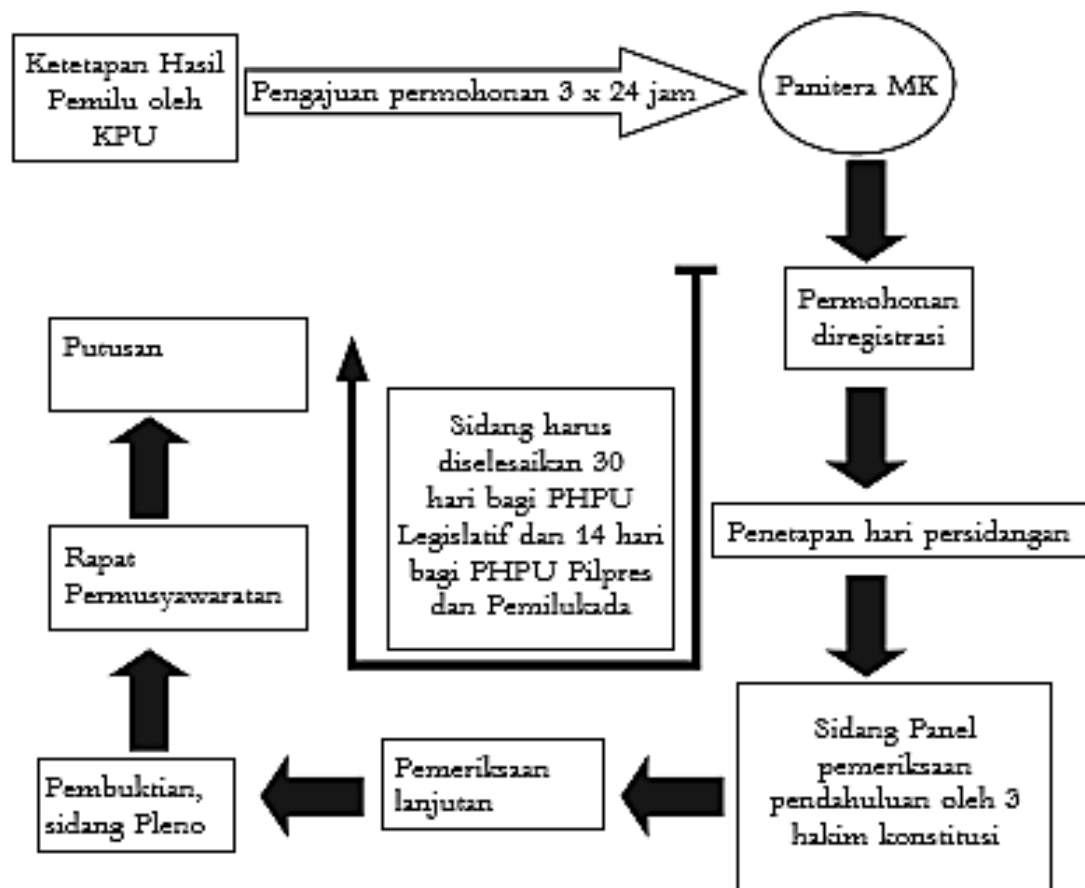 Ketetapan Hasil
Pemilu oleh
KPU
Pengajuan permohonan 3 x 24 jam
Panitera MK
Permohonan
diregistrasi
Penetapan hari persidangan
Sidang Panel
pemeriksaan
pendahuluan oleh 3
hakim konstitusi
Pemeriksaan
lanjutan
Pembuktian,
sidang Pleno
Rapat
Permusyawaratan
Putusan
Sidang harus
diselesaikan 30
hari bagi PHPU
Legislatif dan 14 hari
bagi PHPU Pilpres
dan Pemilukada